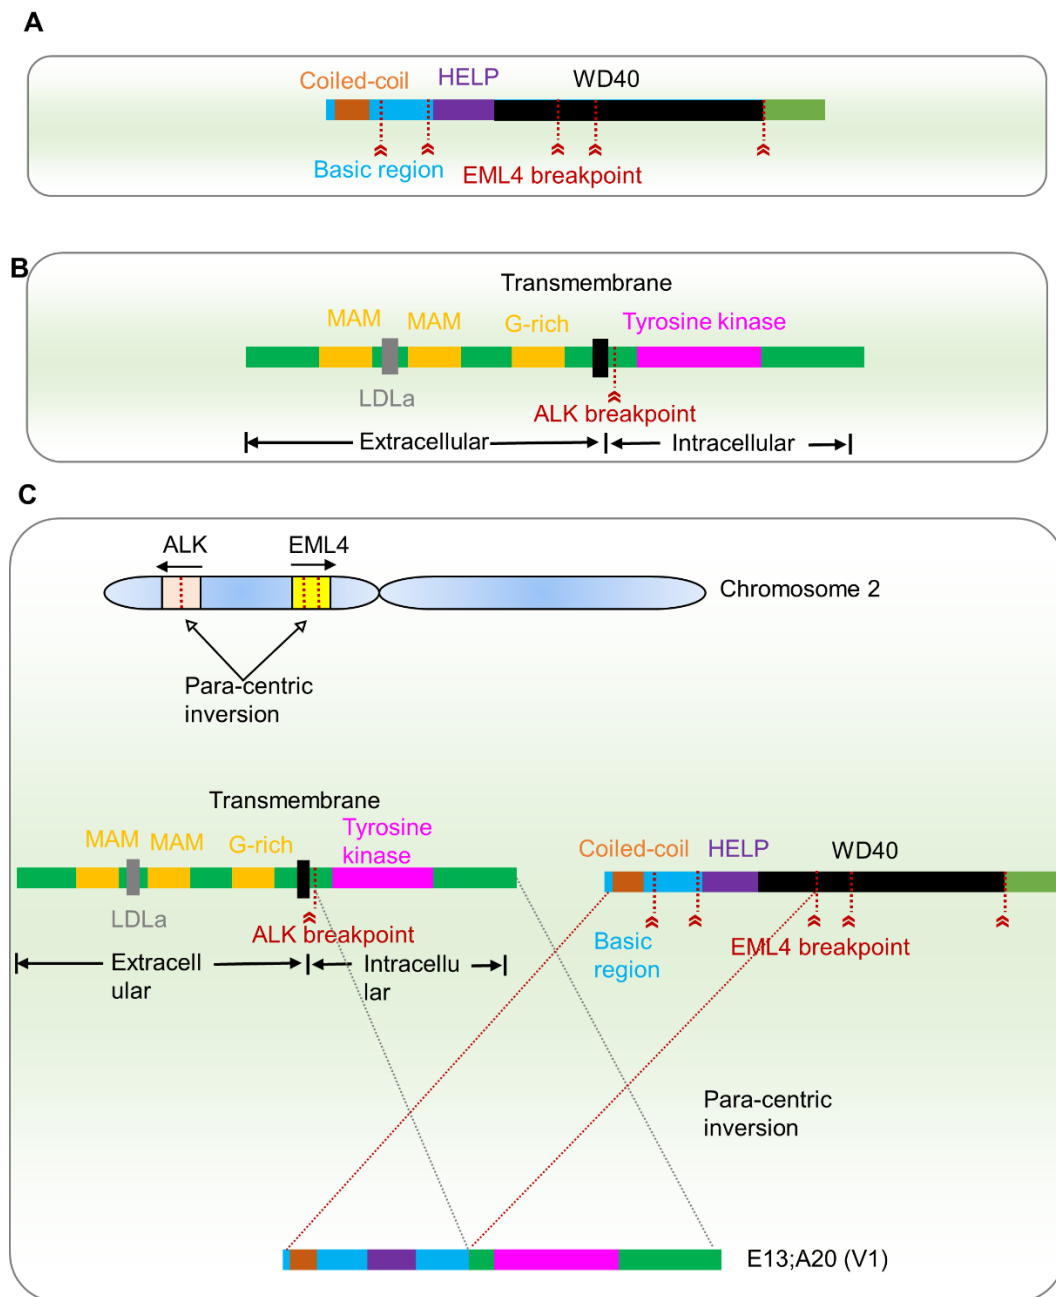 A
Coiled-coil HELP WD40
Basic region EML4 breakpoint
B
Transmembrane
MAM MAM G-rich Tyrosine kinase
LDLa
ALK breakpoint
Extracellular Intracellular
C
ALK EML4
Chromosome 2
Para-centric
inversion
Transmembrane
MAM MAM G-rich Tyrosine
kinase
LDLa
ALK breakpoint
Extracell
ular
Intracellu
lar
Coiled-coil HELP WD40
Basic
region
EML4 breakpoint
Para-centric
inversion
E13;A20 (V1)